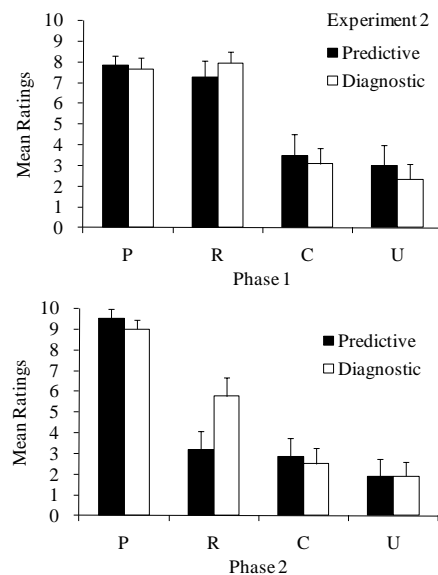 Experiment 2
Predictive
Diagnostic
Mean Ratings
10
9
8
7
6
5
4
3
2
1
0
P R C U
Phase 1
Predictive
Diagnostic
Mean Ratings
10
9
8
7
6
5
4
3
2
1
0
P R C U
Phase 2